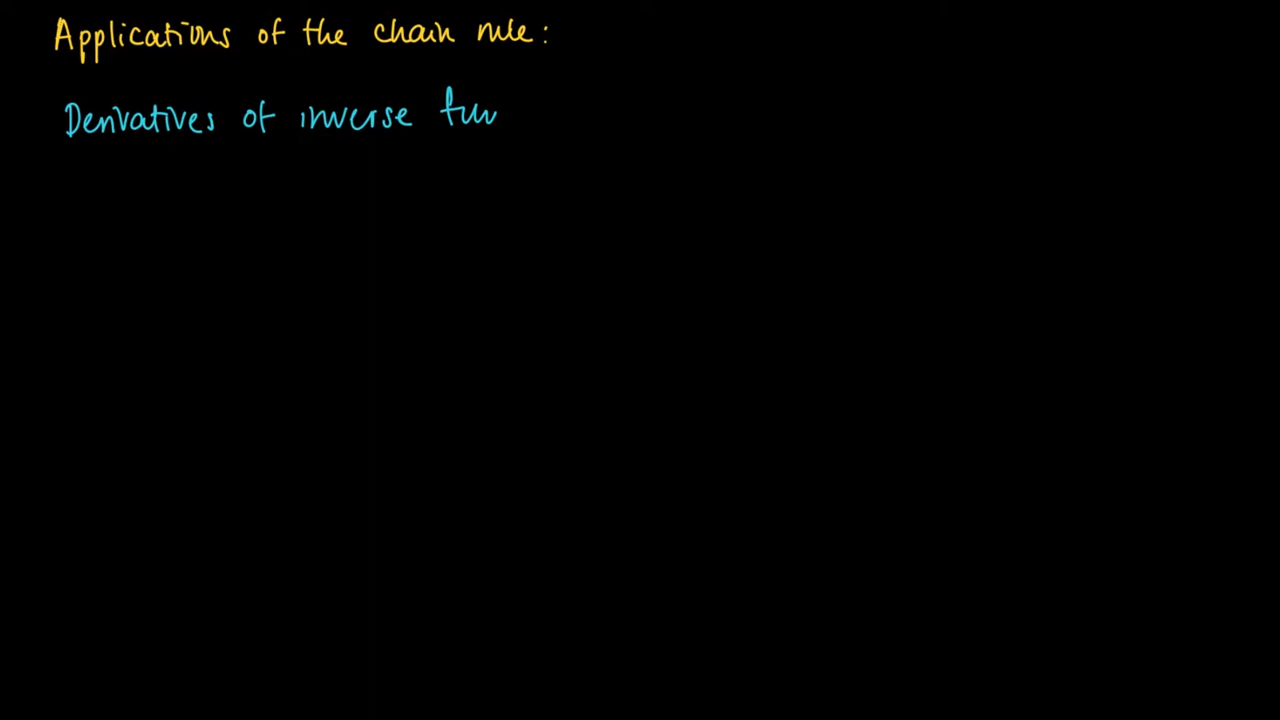 Applications of the chain rule:
Derivatives of inverse fun